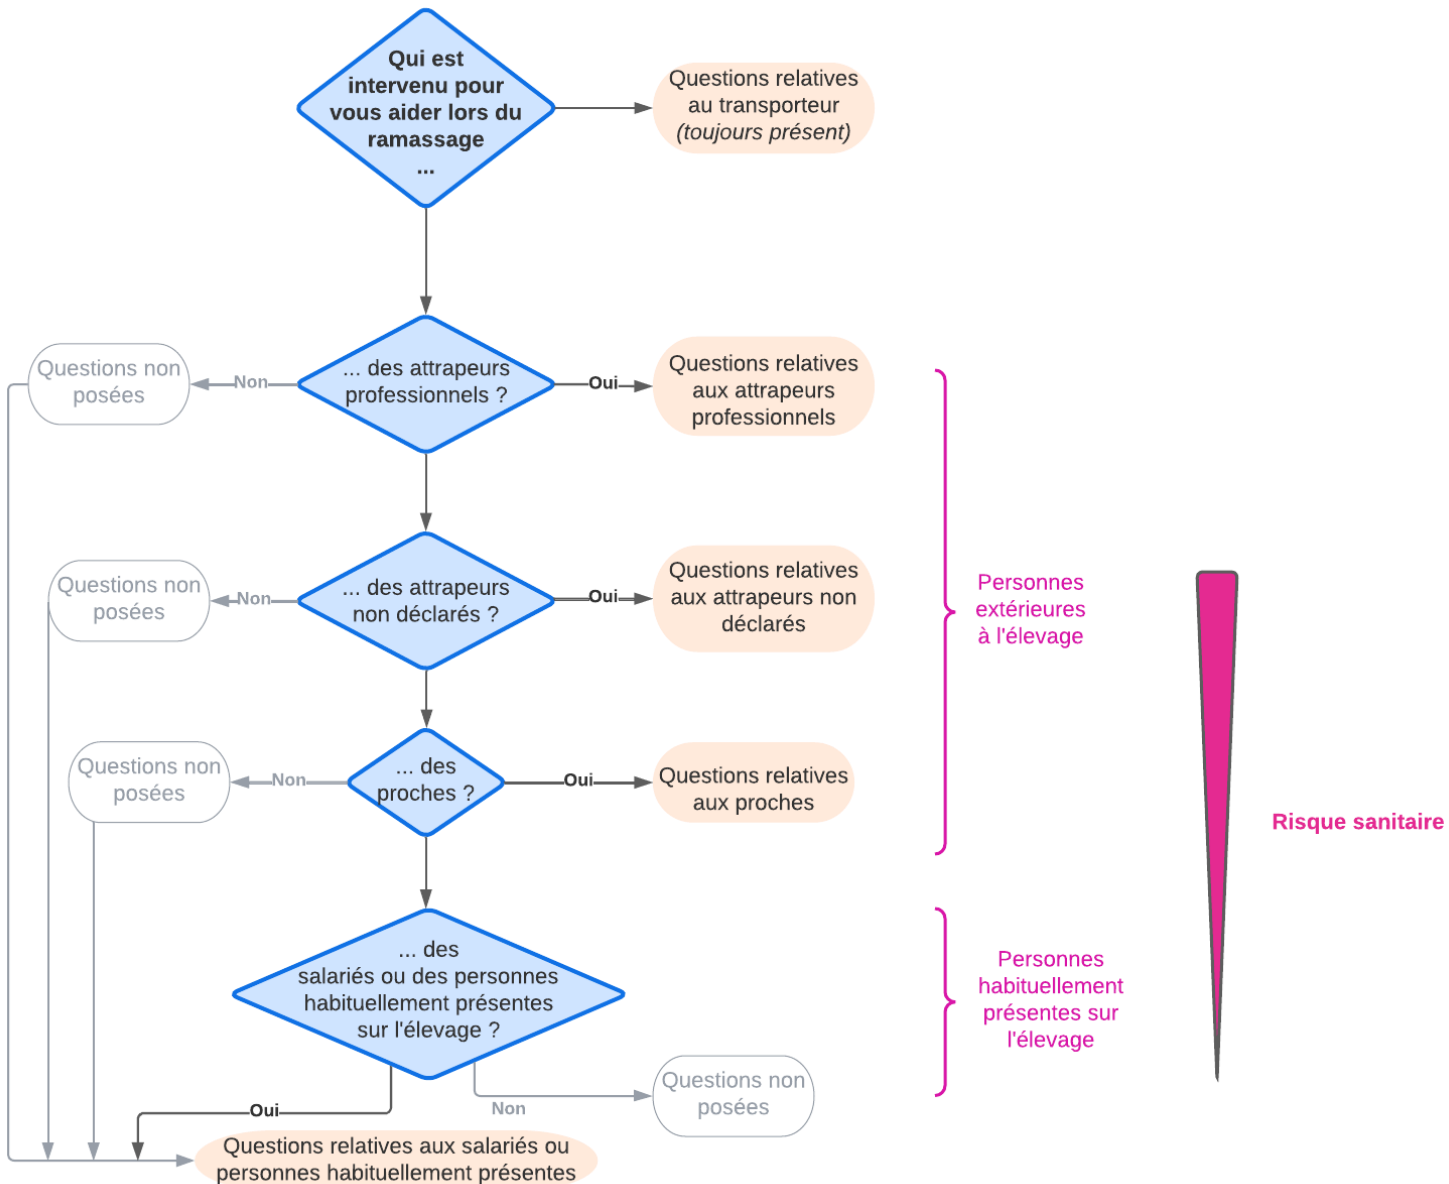 Qui est
intervenu pour
vous aider lors du
ramassage
...
Questions relatives
au transporteur
(toujours présent)
Questions non
posées
Non
... des attrapeurs
professionnels ?
Oui
Questions relatives
aux attrapeurs
professionnels
Questions non
posées
Non
... des attrapeurs
non déclarés ?
Oui
Questions relatives
aux attrapeurs non
déclarés
Personnes
extérieures
à l'élevage
Questions non
posées
Non
... des
proches ?
Oui
Questions relatives
aux proches
Risque sanitaire
... des
salariés ou des personnes
habituellement présentes
sur l'élevage ?
Personnes
habituellement
présentes sur
l'élevage
Oui
Non
Questions non
posées
Questions relatives aux salariés ou
personnes habituellement présentes